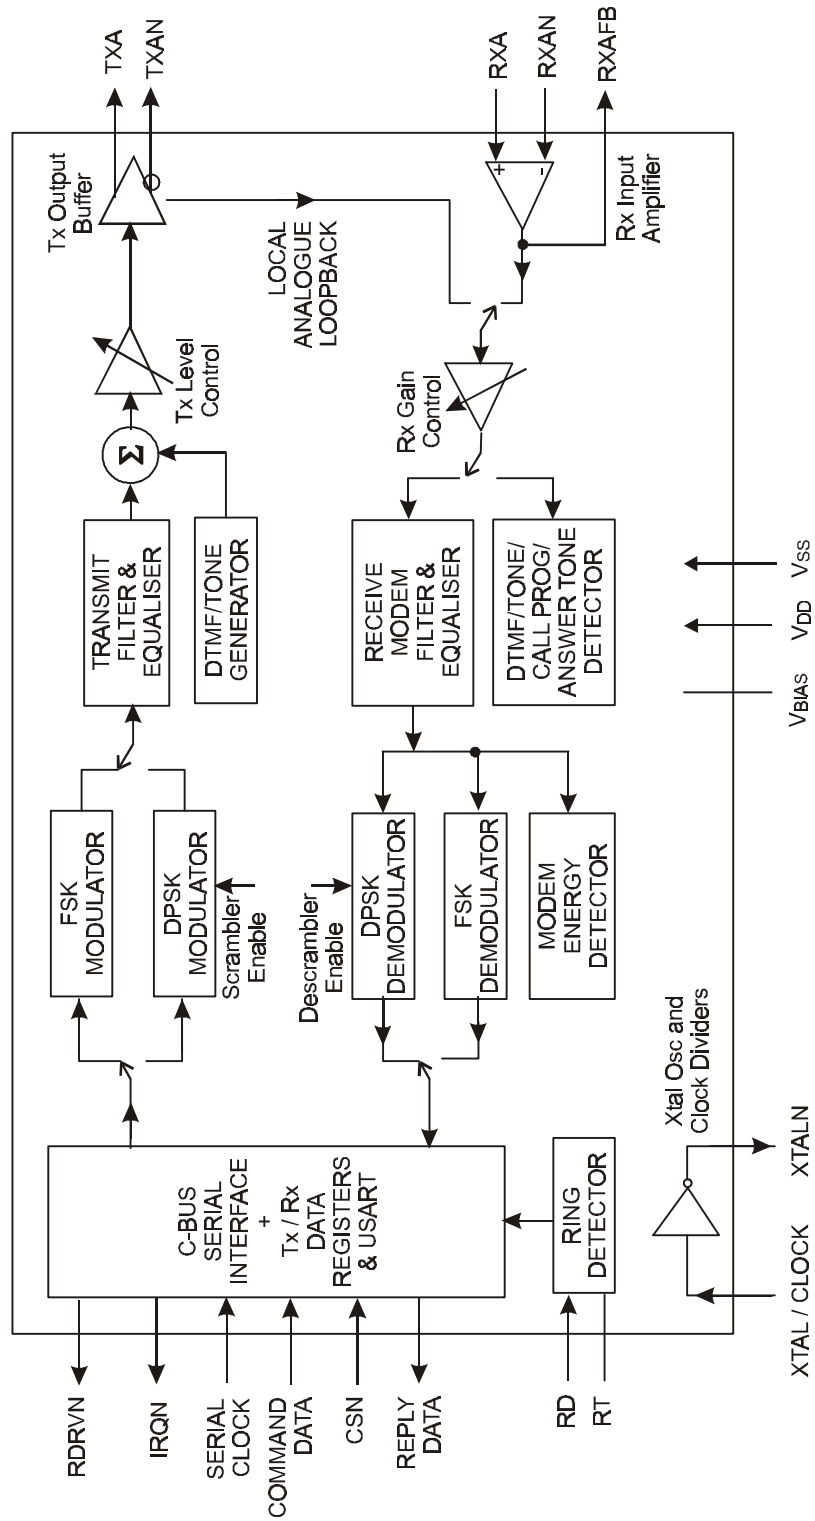 TXA
TXAN
RXA
RXAN
RXAFB
Tx Output
Buffer
LOCAL
ANALOGUE
LOOPBACK
+
-
Rx Input
Amplifier
Tx Level
Control
Rx Gain
Control
Σ
TRANSMIT
FILTER &
EQUALISER
DTMF/TONE
GENERATOR
RECEIVE
MODEM
FILTER &
EQUALISER
DTMF/TONE/
CALL PROG/
ANSWER TONE
DETECTOR
VSS
VDD
VBIAS
FSK
MODULATOR
DPSK
MODULATOR
Scrambler
Enable
Descrambler
Enable
DPSK
DEMODULATOR
FSK
DEMODULATOR
MODEM
ENERGY
DETECTOR
C-BUS
SERIAL
INTERFACE
+
Tx / Rx
DATA
REGISTERS
& USART
RING
DETECTOR
Xtal Osc and
Clock Dividers
XTALN
XTAL / CLOCK
RDRVN
IRQN
SERIAL
CLOCK
COMMAND
DATA
CSN
REPLY
DATA
RD
RT